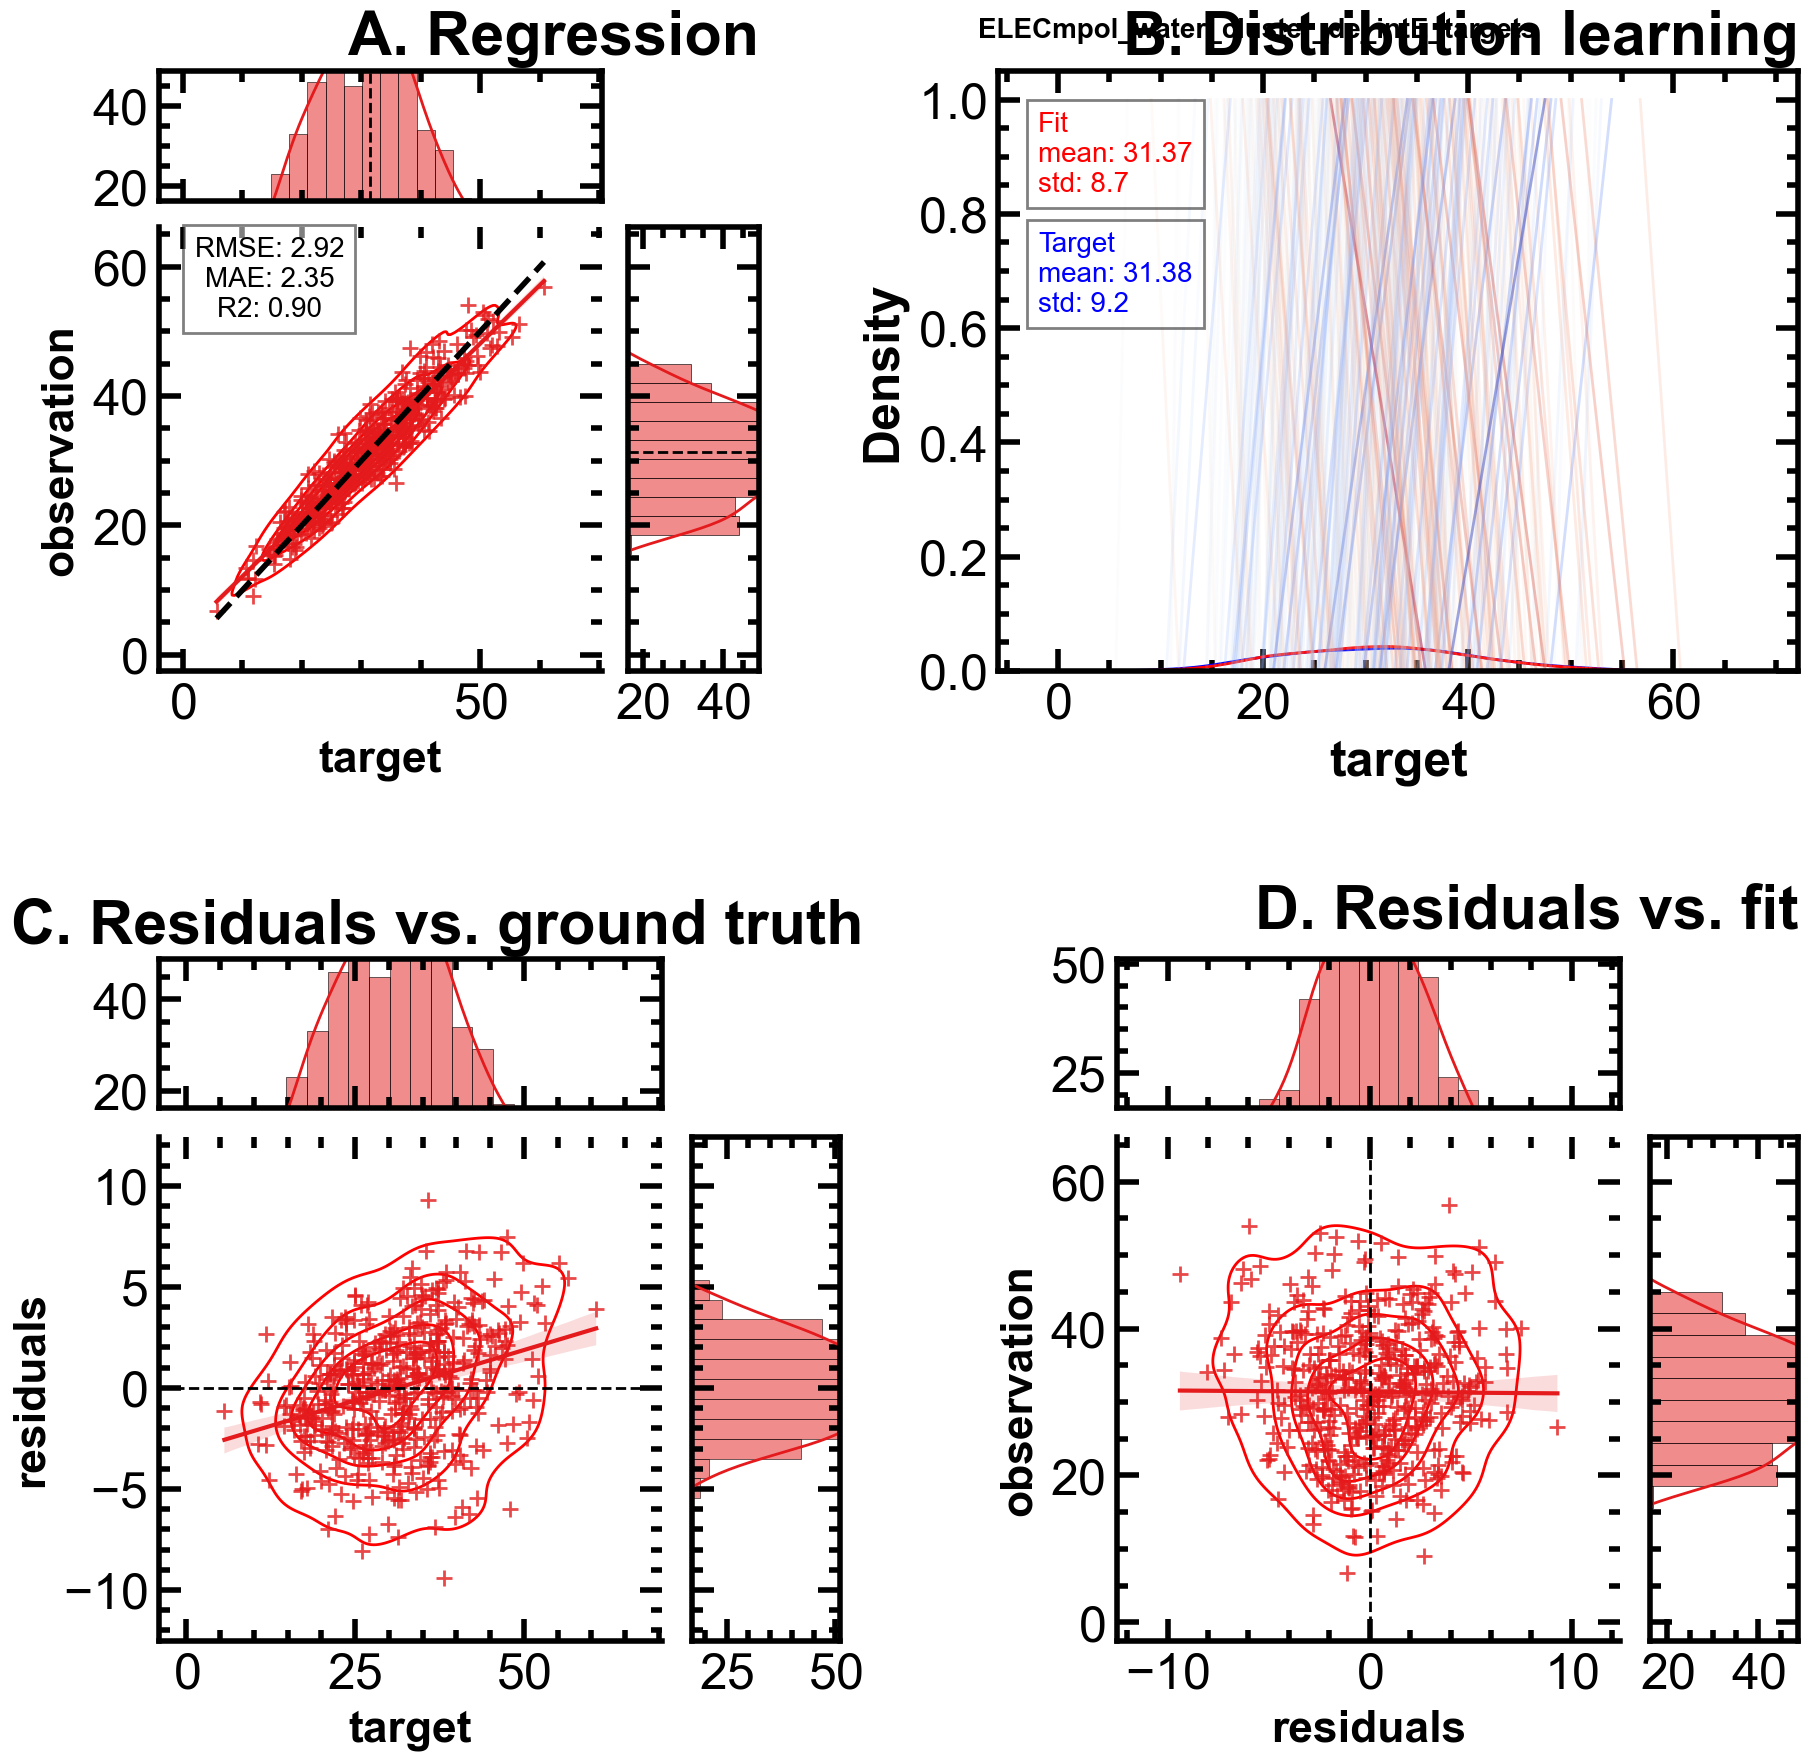 A. Regression
ELECmpol_water_cluster_del_intE_targets
B. Distribution learning
40
20
RMSE: 2.92
MAE: 2.35
R2: 0.90
60
40
20
0
observation
0
50
target
20
40
1.0
0.8
0.6
0.4
0.2
0.0
Density
Fit
mean: 31.37
std: 8.7
Target
mean: 31.38
std: 9.2
0
20
40
60
target
C. Residuals vs. ground truth
40
20
10
5
0
−5
−10
residuals
0
25
50
target
25
50
D. Residuals vs. fit
50
25
60
40
20
0
observation
−10
0
10
residuals
20
40